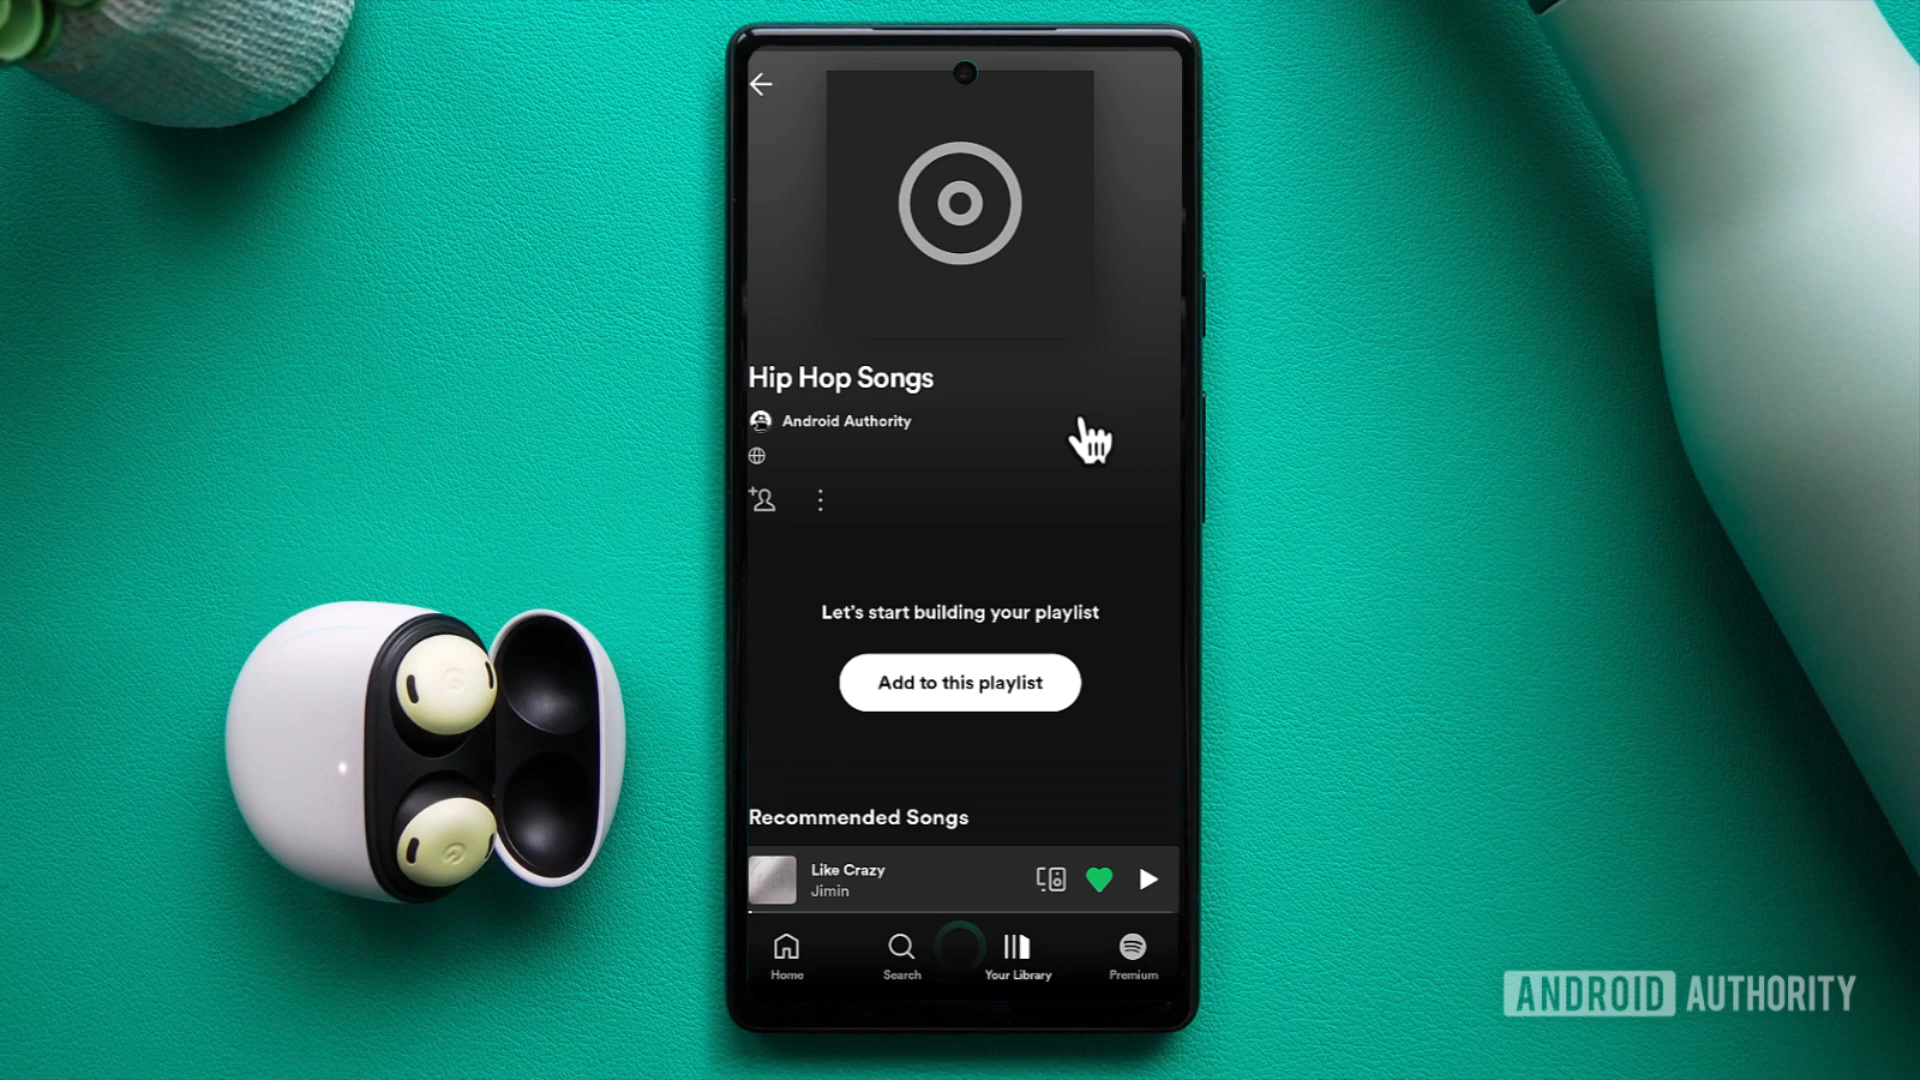 Hip Hop Songs
Android Authority
Let's start building your playlist
Add to this playlist
Recommended Songs
Like Crazy
Jimin
Home
Search
Your Library
Premium
ANDROID AUTHORITY